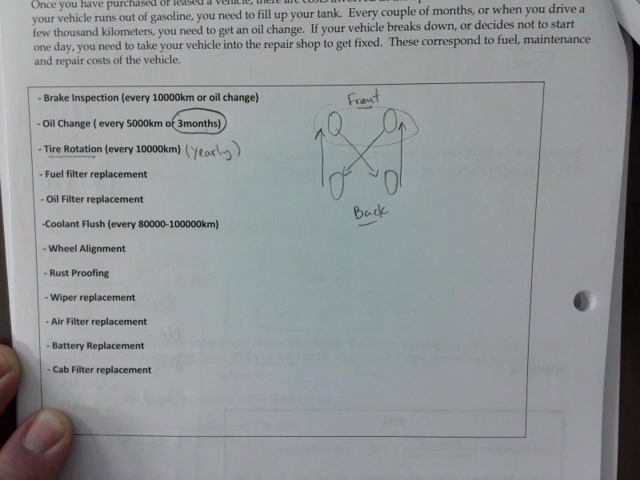 Once you have purchased or leased a vehicle, there are costs involved
your vehicle runs out of gasoline, you need to fill up your tank. Every couple of months, or when you drive a
few thousand kilometers, you need to get an oil change. If your vehicle breaks down, or decides not to start
one day, you need to take your vehicle into the repair shop to get fixed. These correspond to fuel, maintenance
and repair costs of the vehicle.
- Brake Inspection (every 10000km or oil change)
Front
- Oil Change ( every 5000km or 3months)
- Tire Rotation (every 10000km) (yearly)
- Fuel filter replacement
- Oil Filter replacement
Back
-Coolant Flush (every 80000-100000km)
- Wheel Alignment
- Rust Proofing
- Wiper replacement
- Air Filter replacement
- Battery Replacement
- Cab Filter replacement